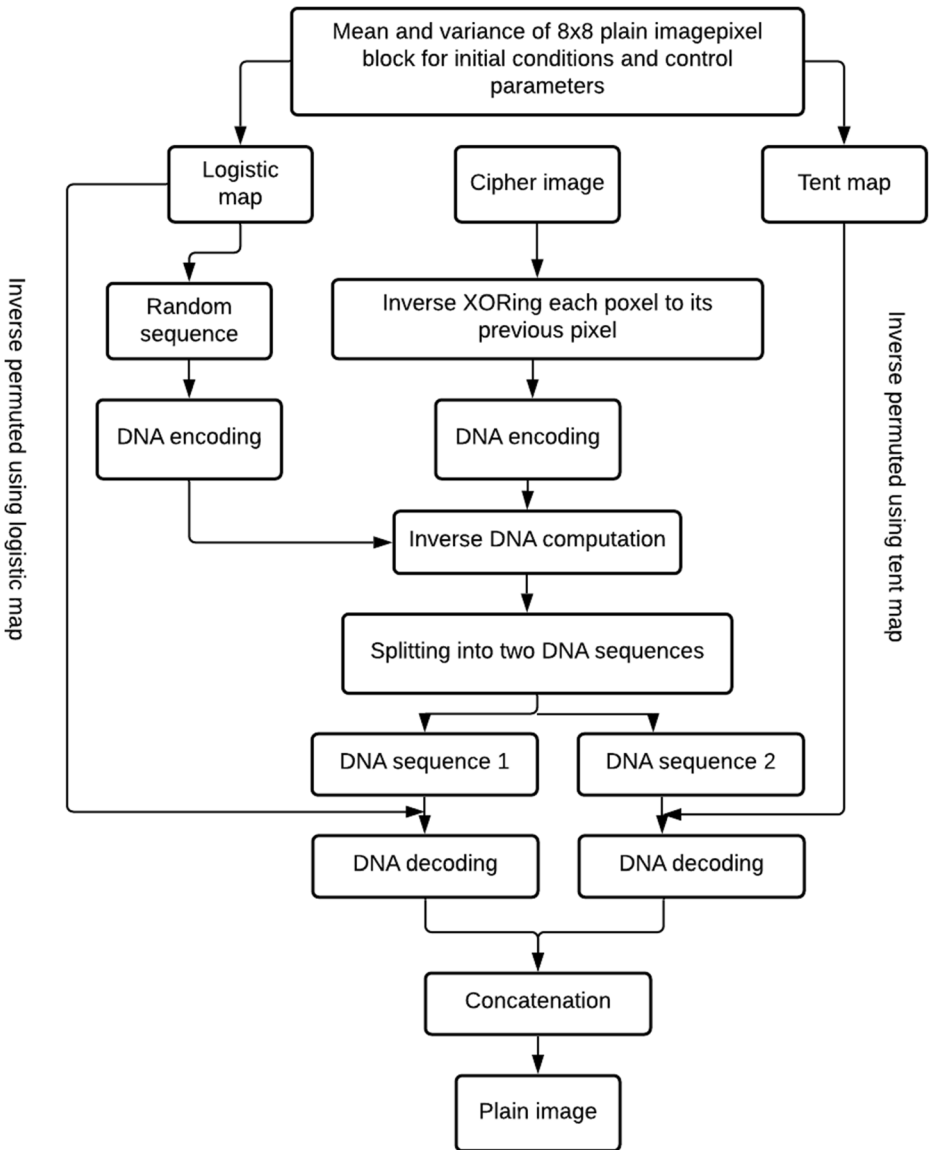 Mean and variance of 8x8 plain imagepixel
block for initial conditions and control
parameters
Logistic
map
Cipher image
Tent map
Inverse permuted using logistic map
Random
sequence
Inverse XORing each poxel to its
previous pixel
Inverse permuted using tent map
DNA encoding
DNA encoding
Inverse DNA computation
Splitting into two DNA sequences
DNA sequence 1
DNA sequence 2
DNA decoding
DNA decoding
Concatenation
Plain image